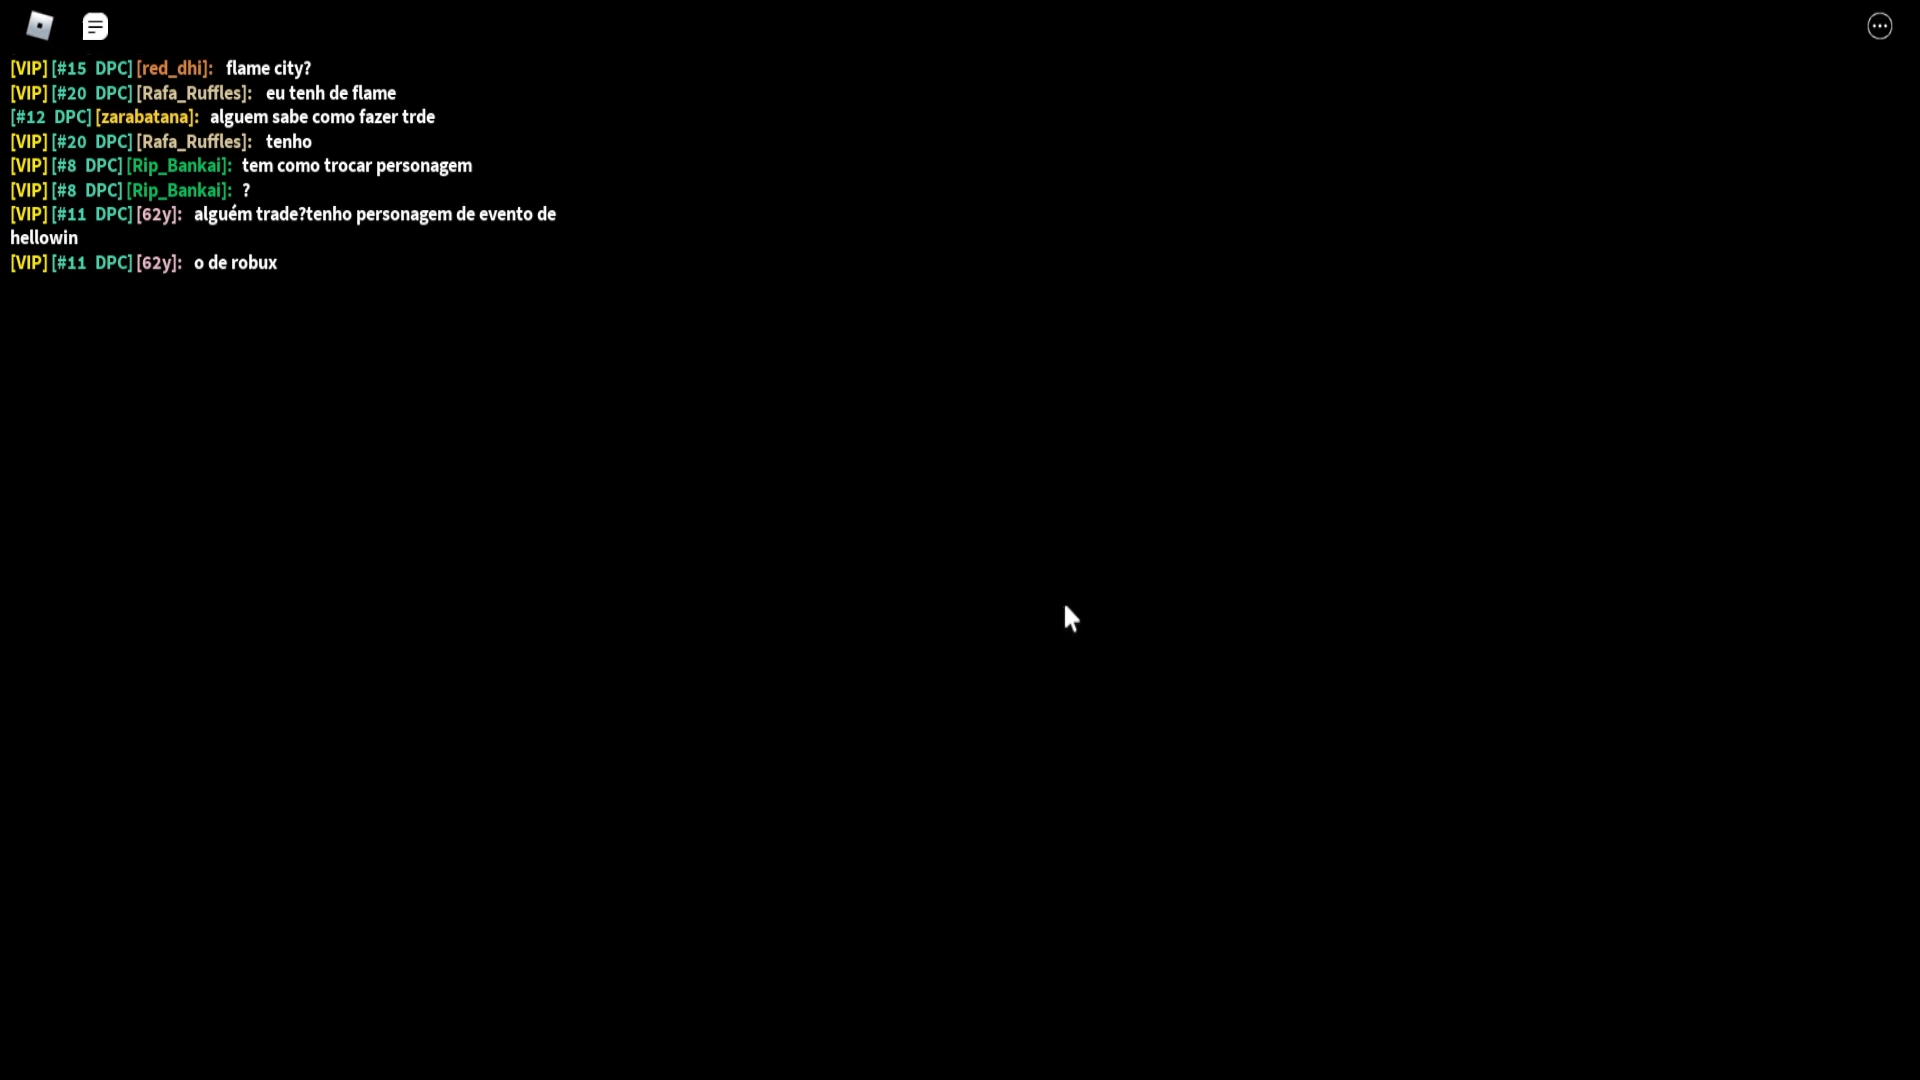 [VIP] [#15 DPC] [red_dhi]: flame city?
[VIP] [#20 DPC] [Rafa_Ruffles]: eu tenh de flame
[#12 DPC] [zarabatana]: alguem sabe como fazer trde
[VIP] [#20 DPC] [Rafa_Ruffles]: tenho
[VIP] [#8 DPC] [Rip_Bankai]: tem como trocar personagem
[VIP] [#8 DPC] [Rip_Bankai]: ?
[VIP] [#11 DPC] [62y]: alguém trade?tenho personagem de evento de
hellowin
[VIP] [#11 DPC] [62y]: o de robux